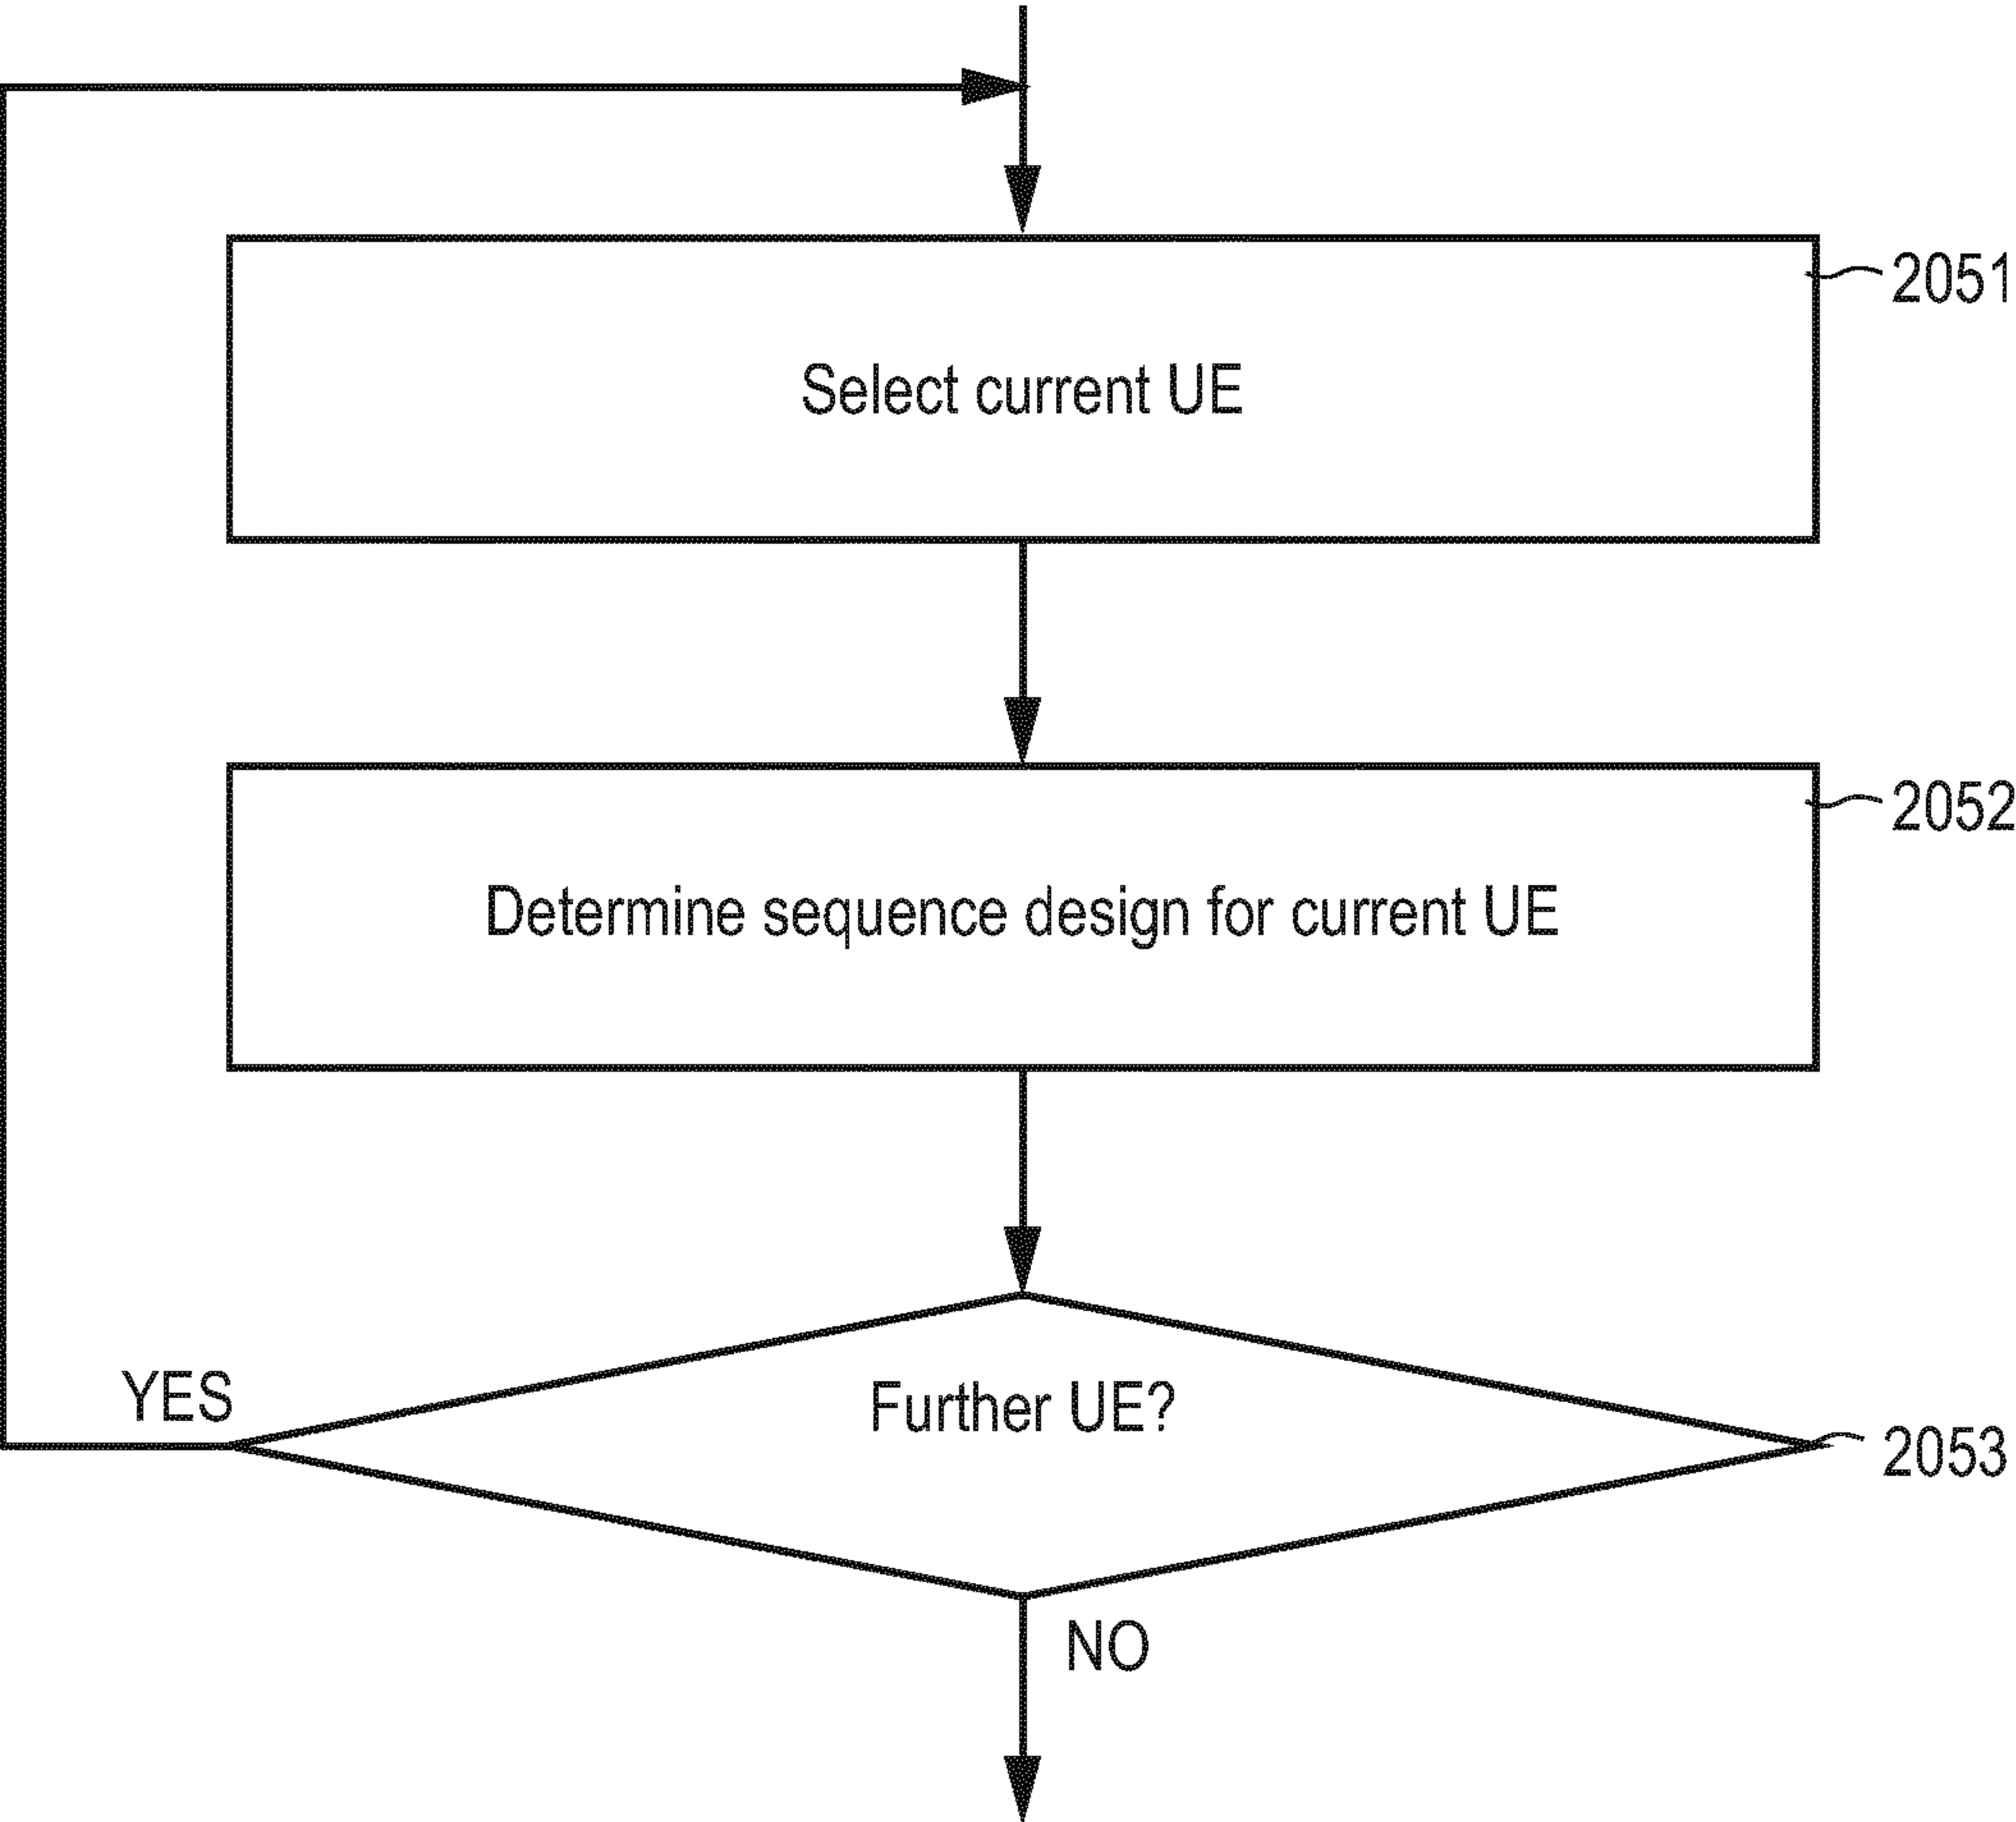 2051
Select current UE
2052
Determine sequence design for current UE
YES
Further UE?
2053
NO